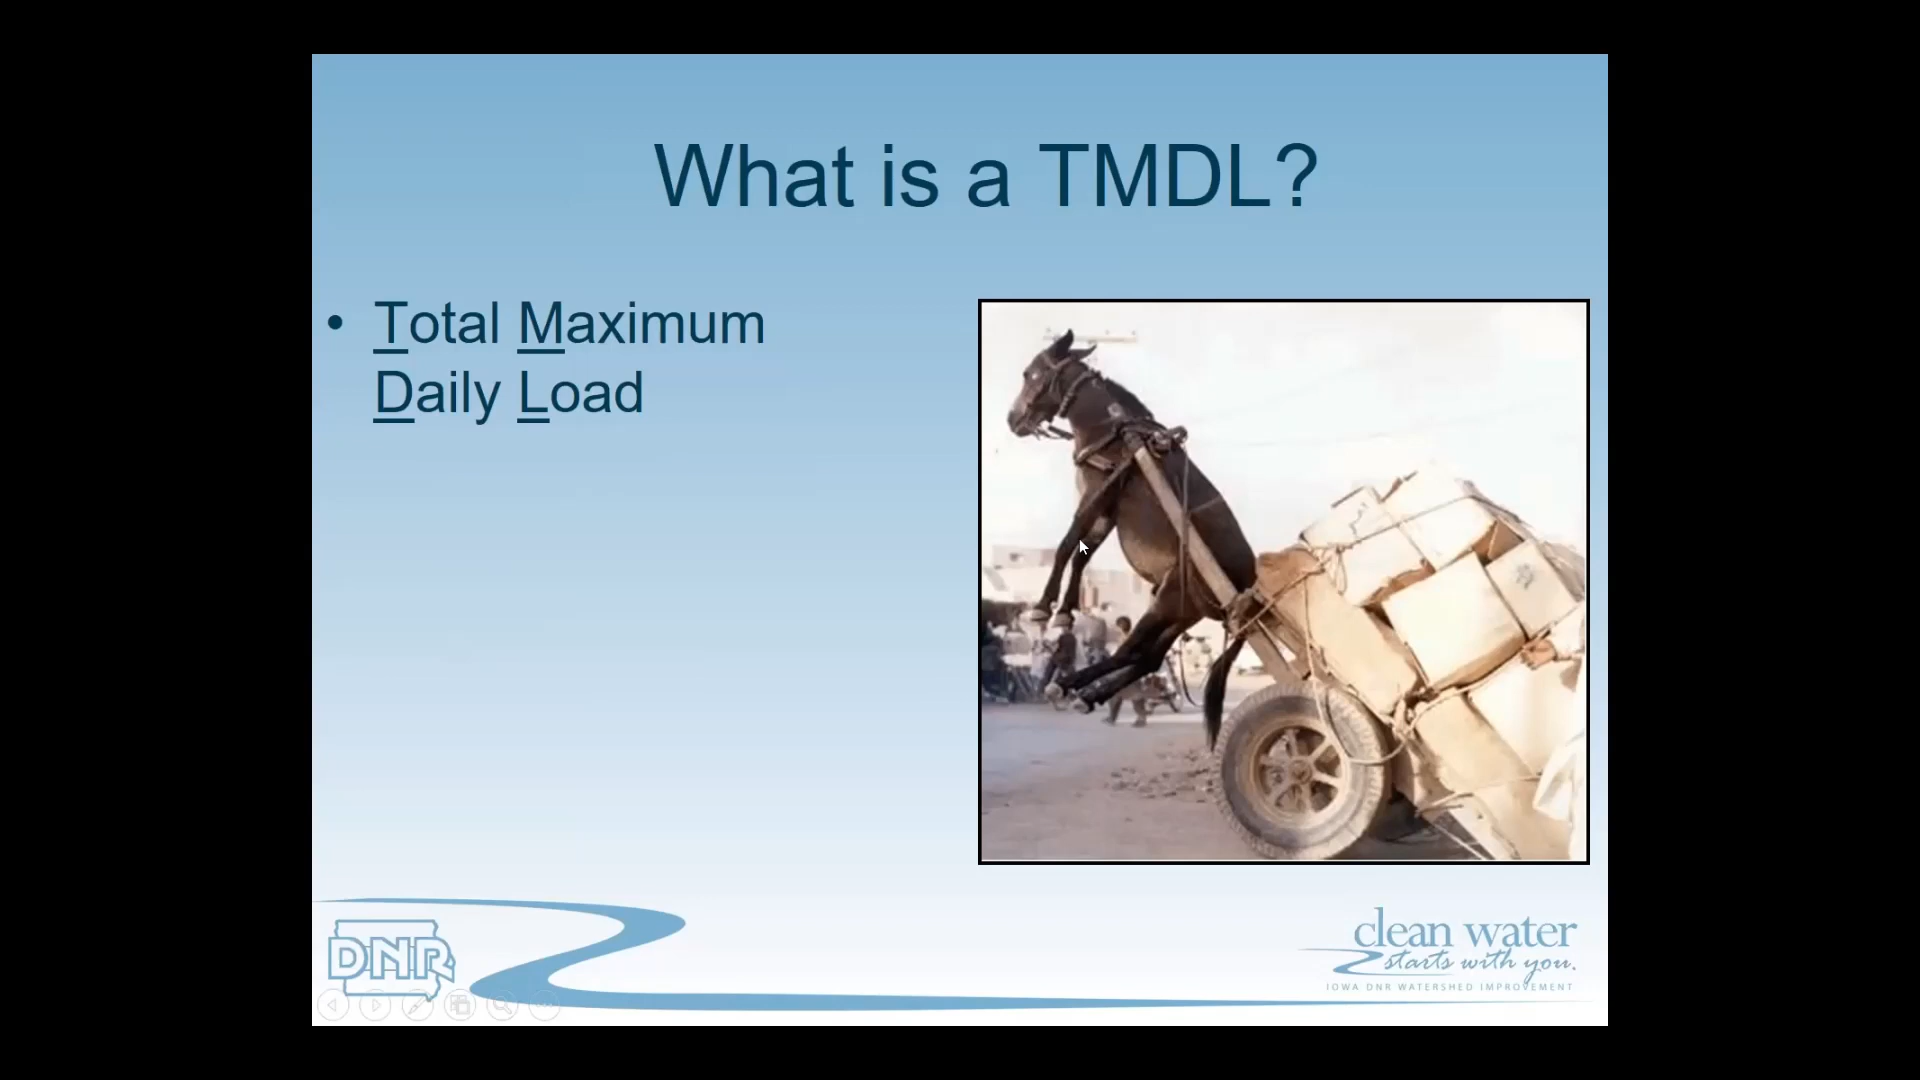 What is a TMDL?
• Total Maximum
Daily Load
DNR
clean water
starts with you.
IOWA DNR WATERSHED IMPROVEMENT